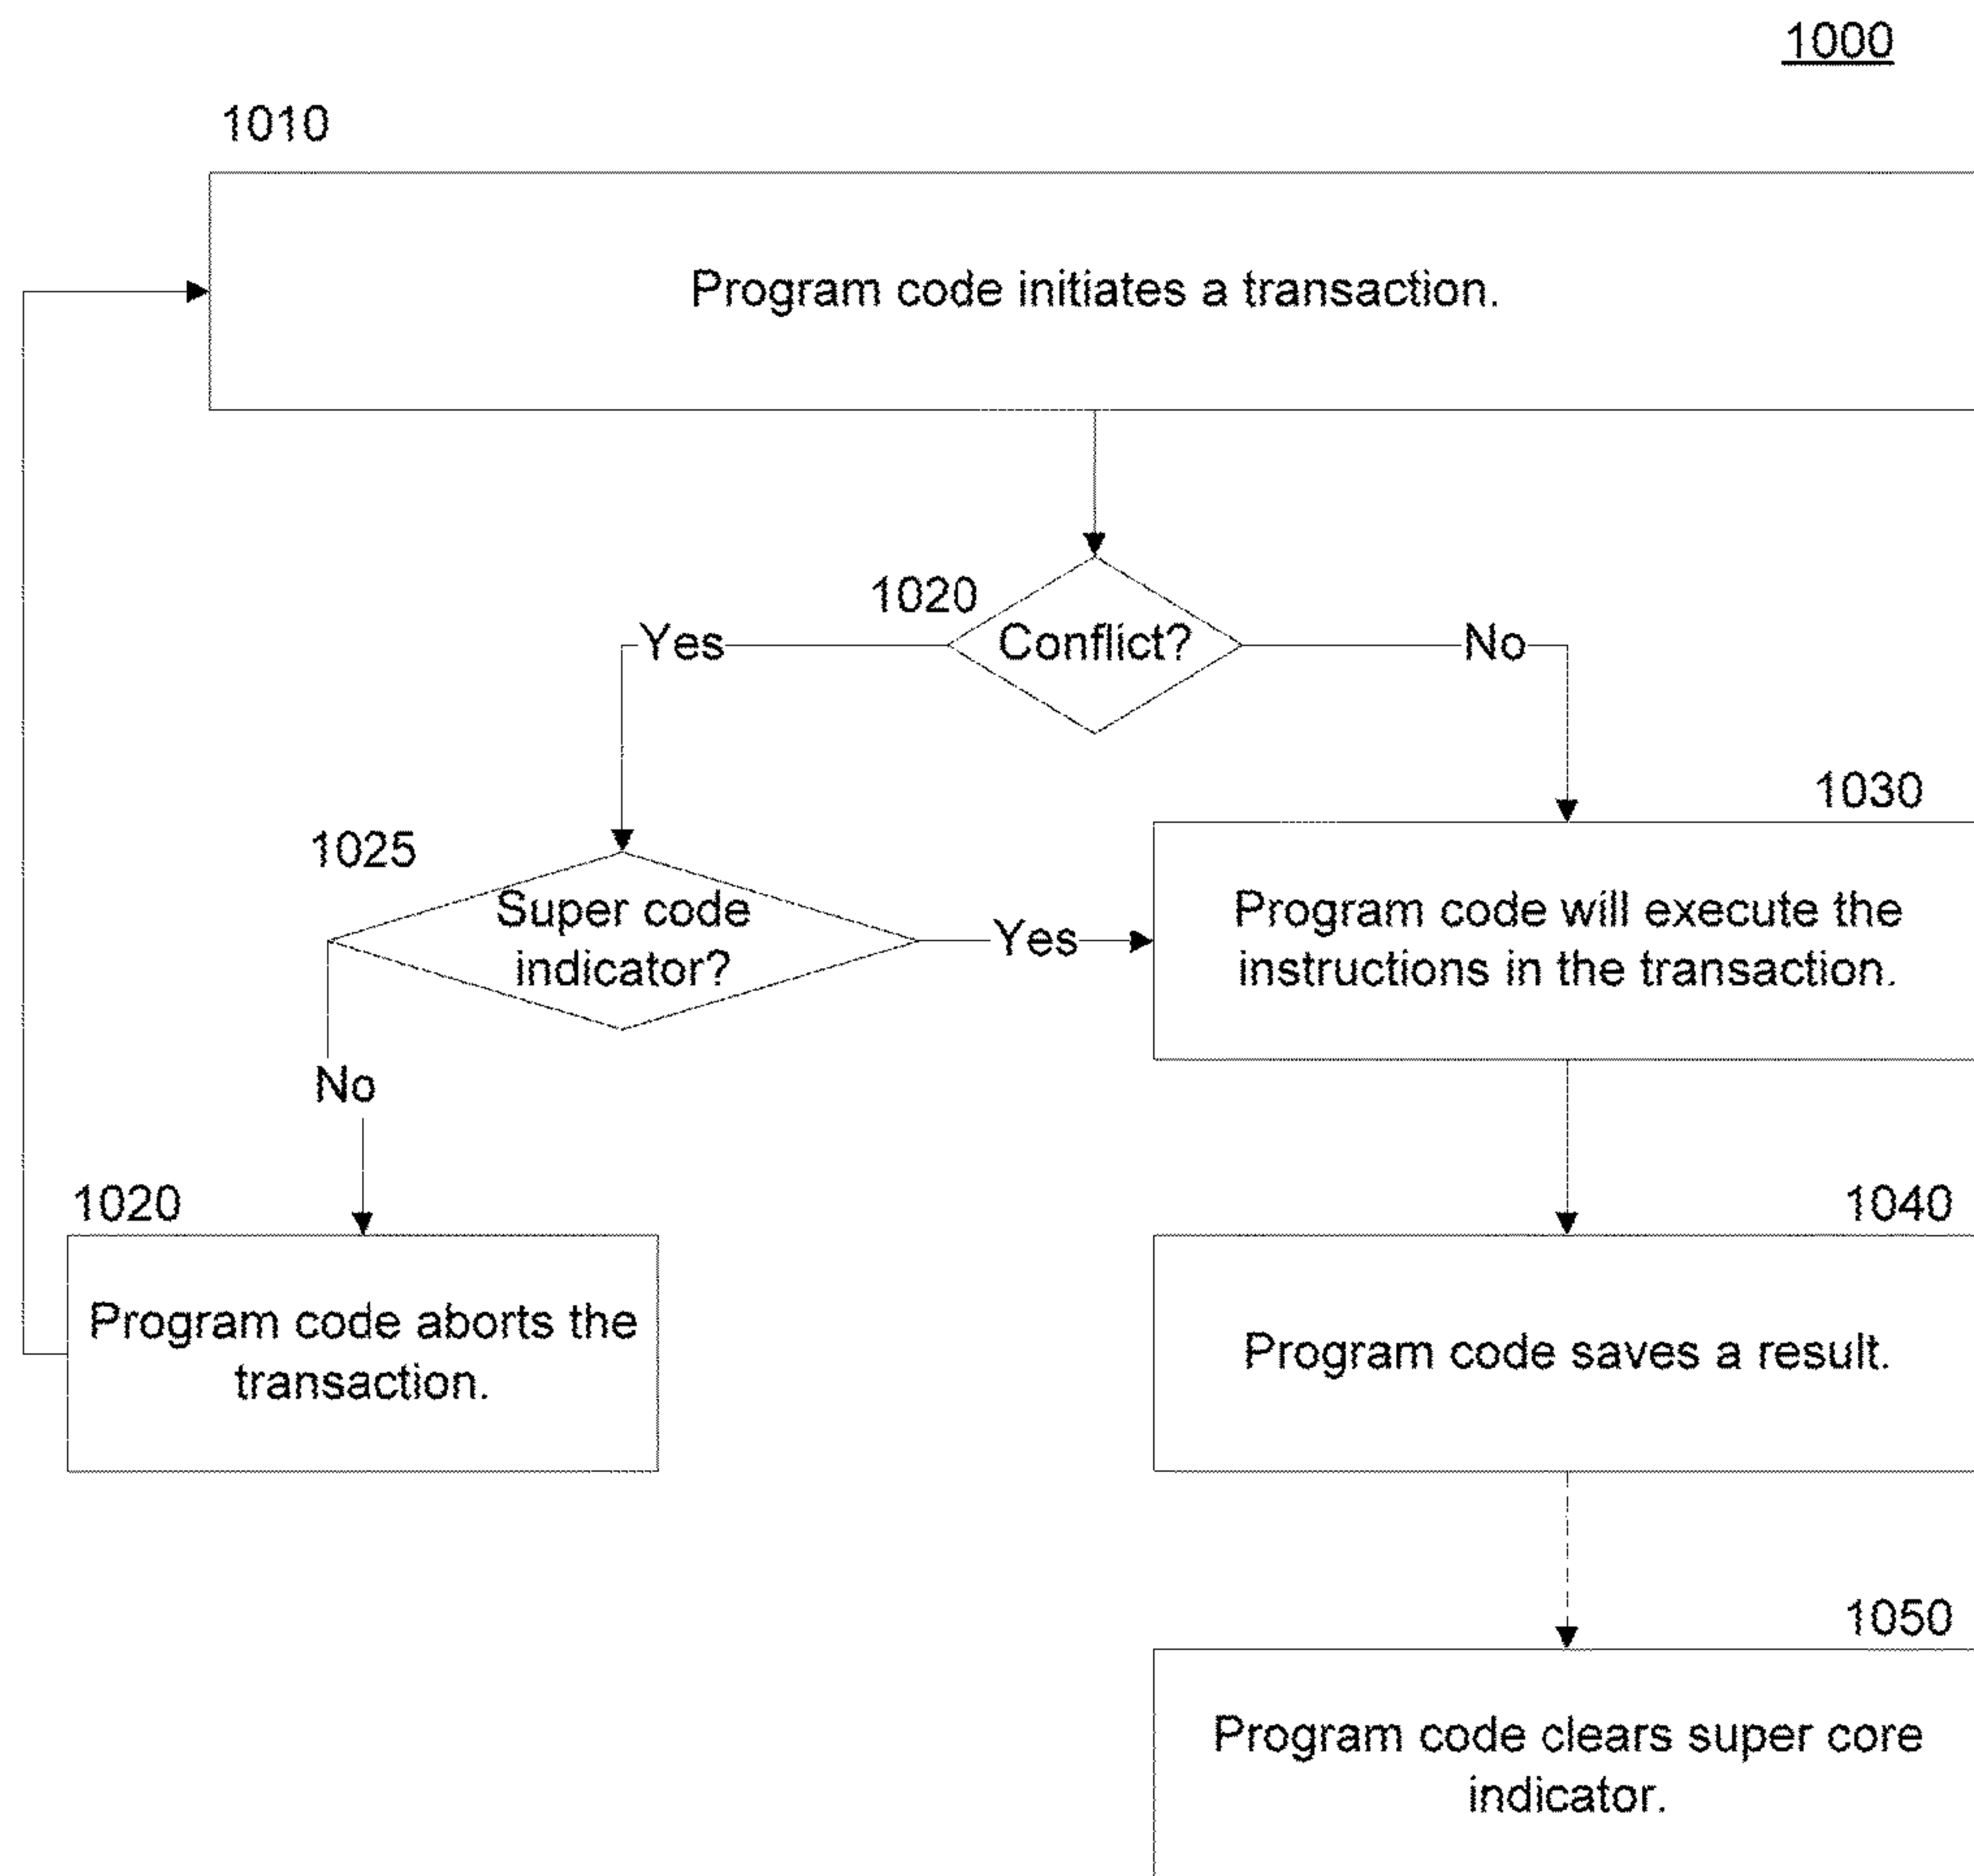 1000
1010
Program code initiates a transaction.
1020
Conflict?
Yes
No
1030
1025
Super code
indicator?
Yes
Program code will execute the
instructions in the transaction.
No
1020
1040
Program code aborts the
transaction.
Program code saves a result.
1050
Program code clears super core
indicator.